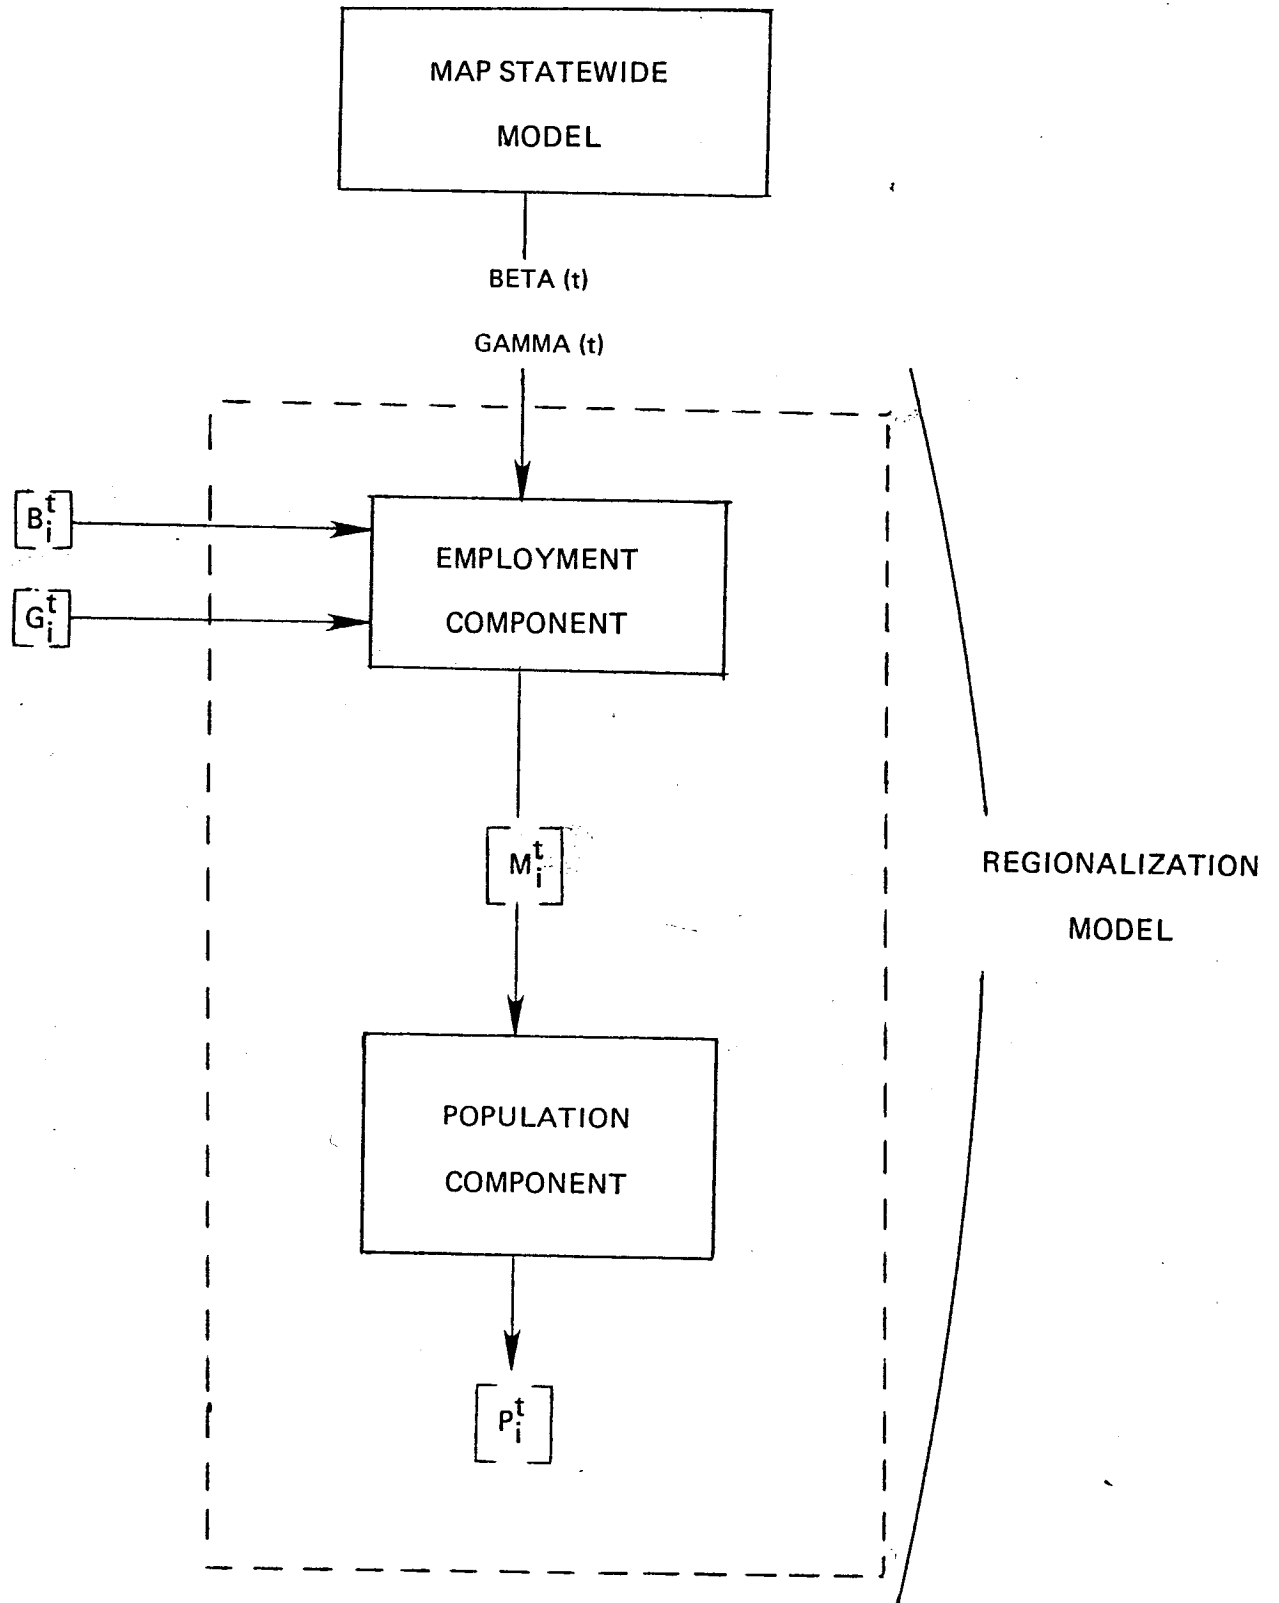 MAP STATEWIDE
MODEL
BETA (t)
GAMMA (t)
[B_i^t]
EMPLOYMENT
[G_i^t]
COMPONENT
[M_i^t]
REGIONALIZATION
MODEL
POPULATION
COMPONENT
[P_i^t]